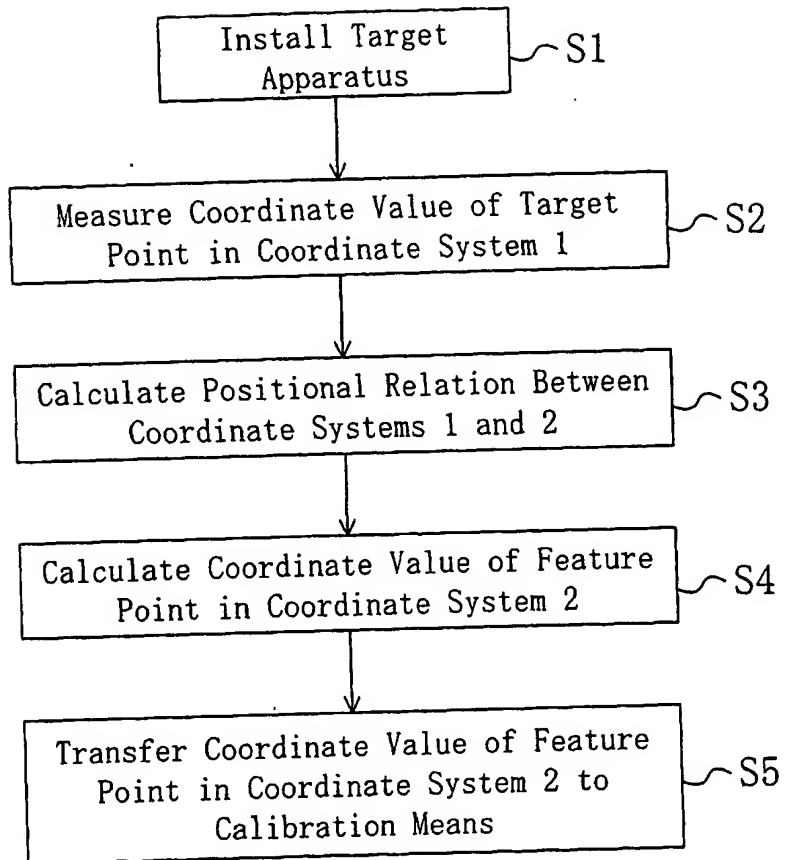 Install Target
Apparatus
S1
Measure Coordinate Value of Target
Point in Coordinate System 1
S2
Calculate Positional Relation Between
Coordinate Systems 1 and 2
S3
Calculate Coordinate Value of Feature
Point in Coordinate System 2
S4
Transfer Coordinate Value of Feature
Point in Coordinate System 2 to
Calibration Means
S5